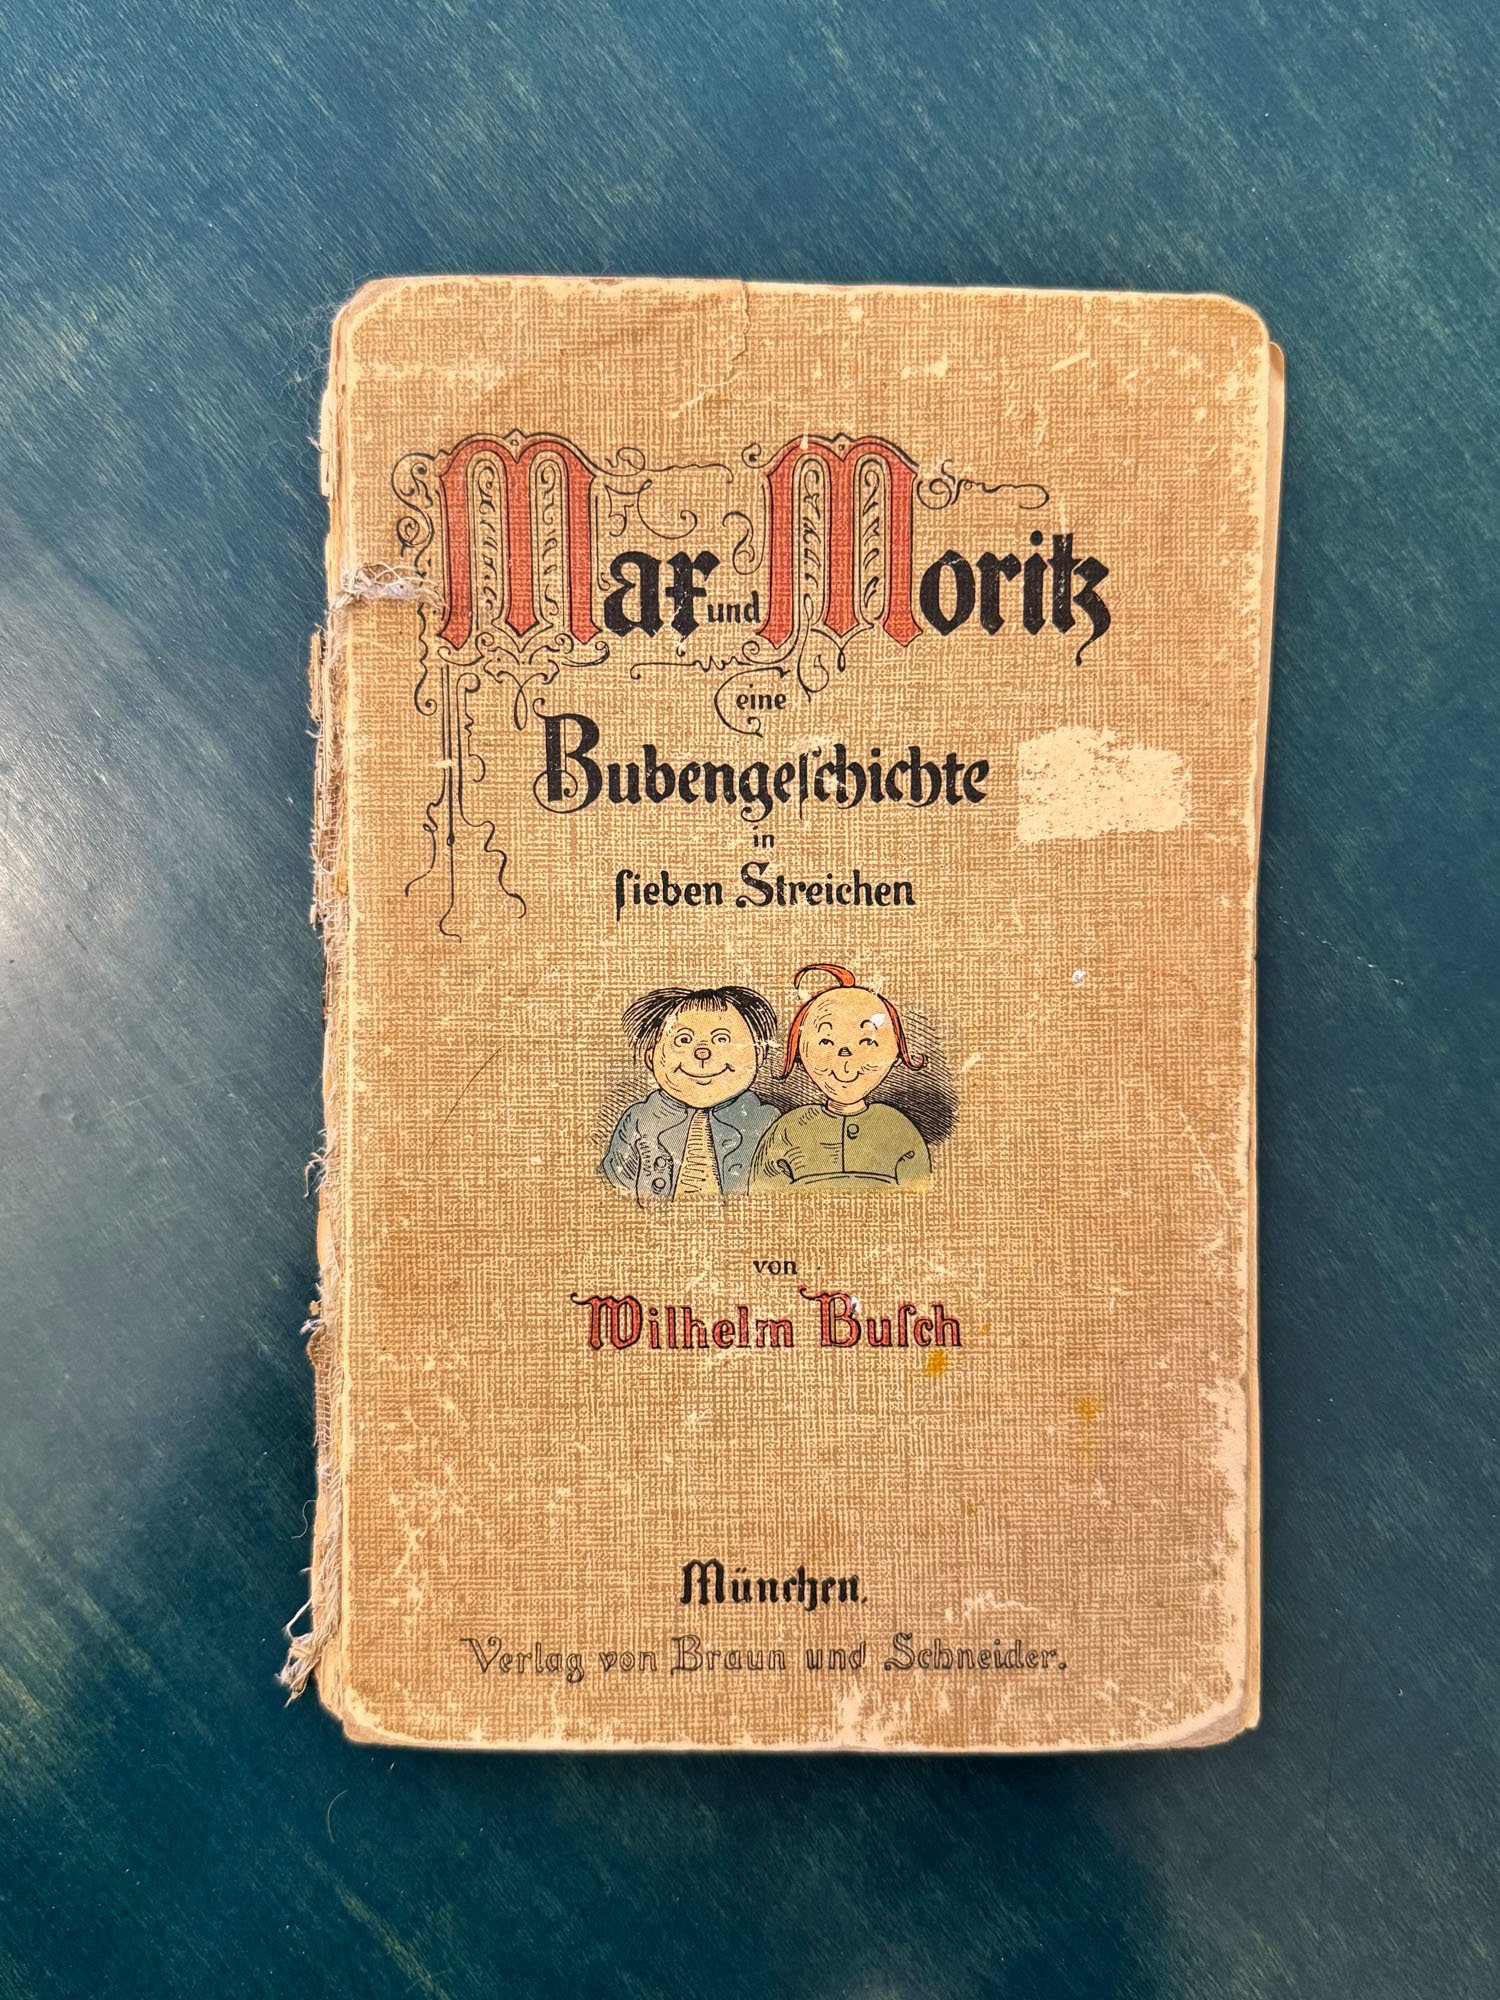 Max und Moritz
eine
Bubengeſchichte
in
ſieben Streichen
von
Wilhelm Buſch
München.
Verlag von Braun und Schneider.